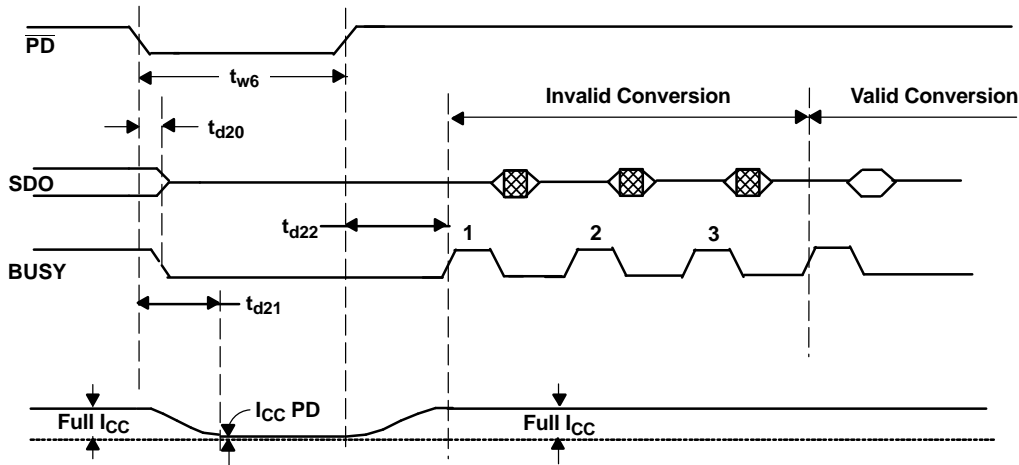 PD
tw6
Invalid Conversion
Valid Conversion
td20
SDO
td22
1
2
3
BUSY
td21
ICC PD
Full ICC
Full ICC